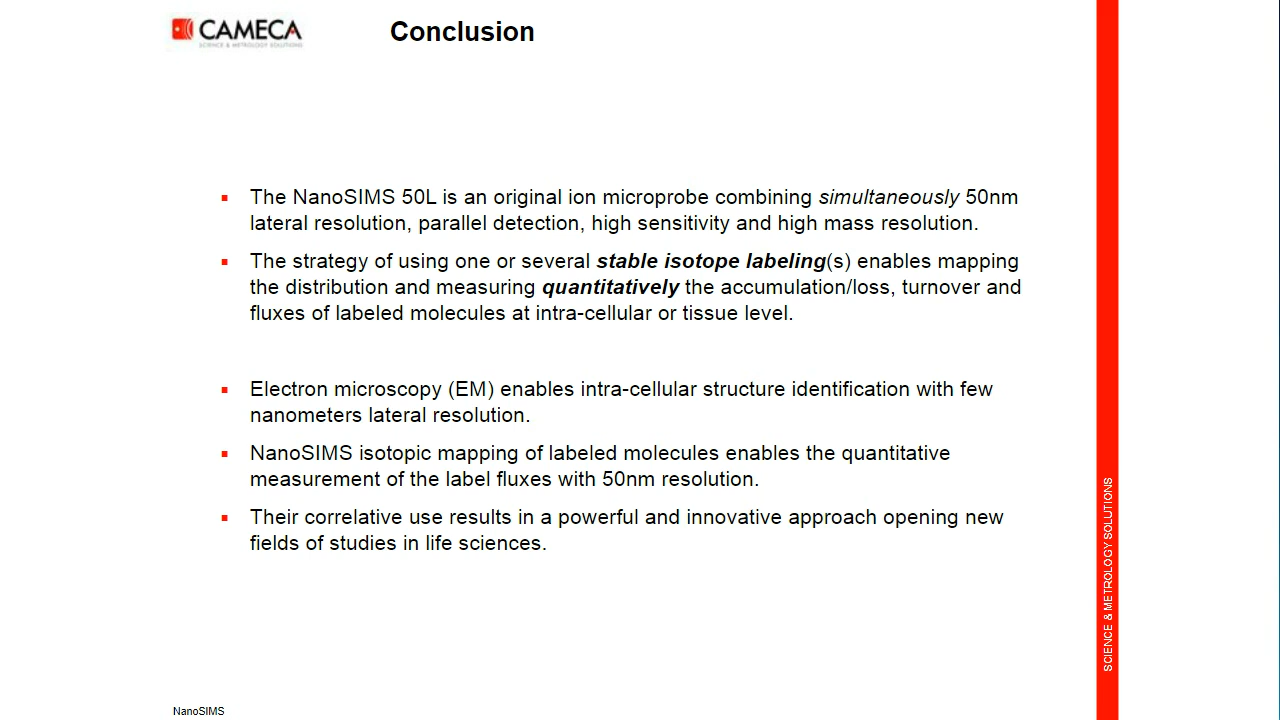 CAMECA
SCIENCE & METROLOGY SOLUTIONS
Conclusion
The NanoSIMS 50L is an original ion microprobe combining simultaneously 50nm
lateral resolution, parallel detection, high sensitivity and high mass resolution.
The strategy of using one or several stable isotope labeling(s) enables mapping
the distribution and measuring quantitatively the accumulation/loss, turnover and
fluxes of labeled molecules at intra-cellular or tissue level.
Electron microscopy (EM) enables intra-cellular structure identification with few
nanometers lateral resolution.
NanoSIMS isotopic mapping of labeled molecules enables the quantitative
measurement of the label fluxes with 50nm resolution.
Their correlative use results in a powerful and innovative approach opening new
fields of studies in life sciences.
SCIENCE & METROLOGY SOLUTIONS
NanoSIMS